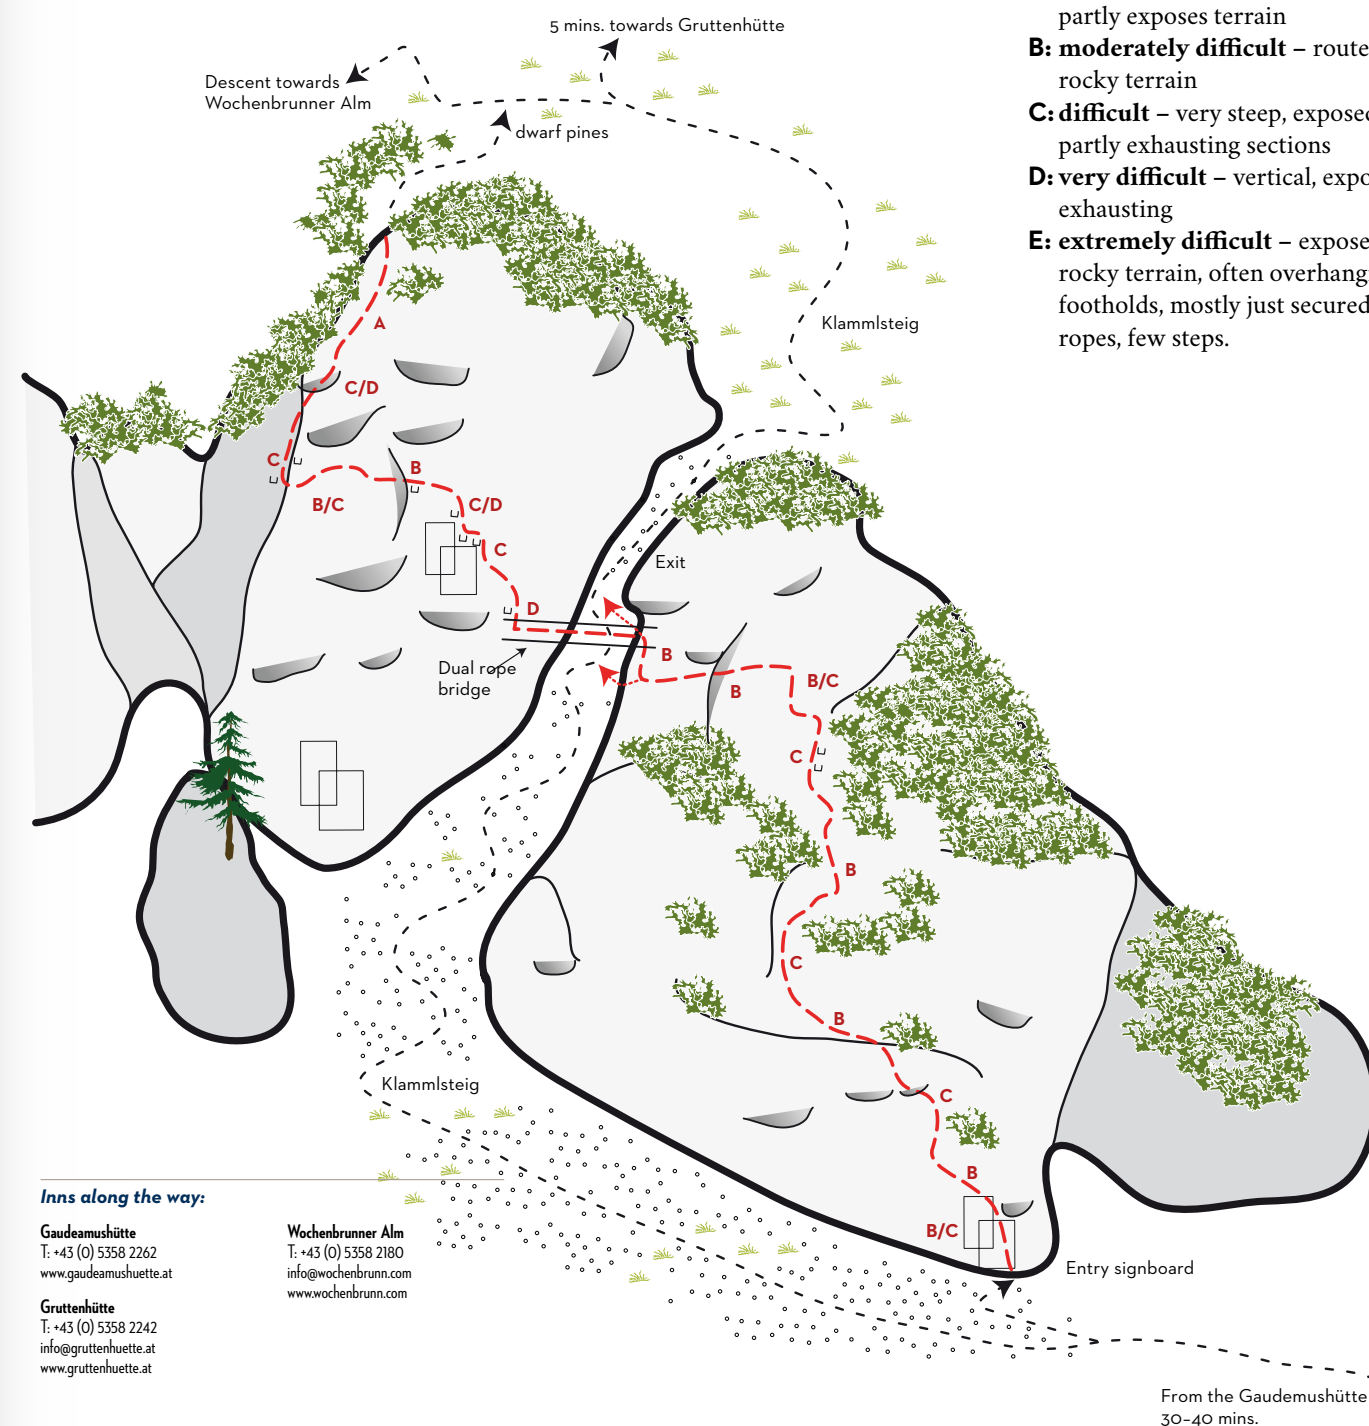 5 mins. towards Gruttenhütte
Descent towards
Wochenbrunner Alm
dwarf pines
partly exposes terrain
B: moderately difficult – route
rocky terrain
C: difficult – very steep, exposed
partly exhausting sections
D: very difficult – vertical, expo
exhausting
E: extremely difficult – expose
rocky terrain, often overhang
footholds, mostly just secured
ropes, few steps.
Klammlsteig
A
C/D
C
B/C
B
C/D
C
D
Exit
Dual rope
bridge
B
B
B/C
C
B
C
B
C
B
B/C
Klammlsteig
Entry signboard
From the Gaudemushütte
30–40 mins.
Inns along the way:
Gaudeamushütte
T: +43 (0) 5358 2262
www.gaudeamushuette.at
Gruttenhütte
T: +43 (0) 5358 2242
info@gruttenhuette.at
www.gruttenhuette.at
Wochenbrunner Alm
T: +43 (0) 5358 2180
info@wochenbrunn.com
www.wochenbrunn.com